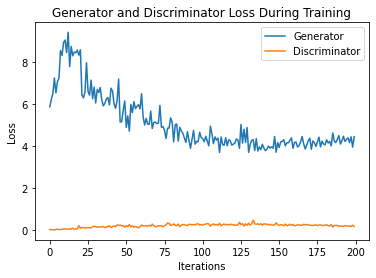 Generator and Discriminator Loss During Training
Generator
Discriminator
Loss
8
6
4
2
0
0 25 50 75 100 125 150 175 200
Iterations